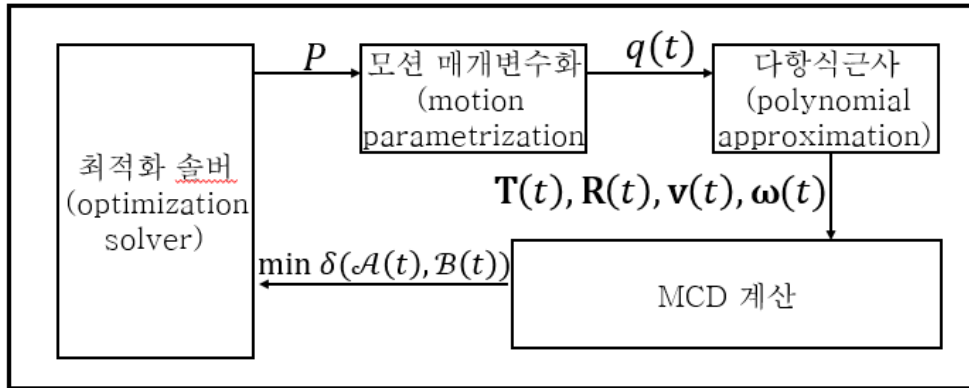 최적화 솔버
(optimization
solver)
P
모션 매개변수화
(motion
parametrization
q(t)
다항식근사
(polynomial
approximation)
T(t), R(t), v(t), ω(t)
MCD 계산
min δ(𝒜(t), ℬ(t))